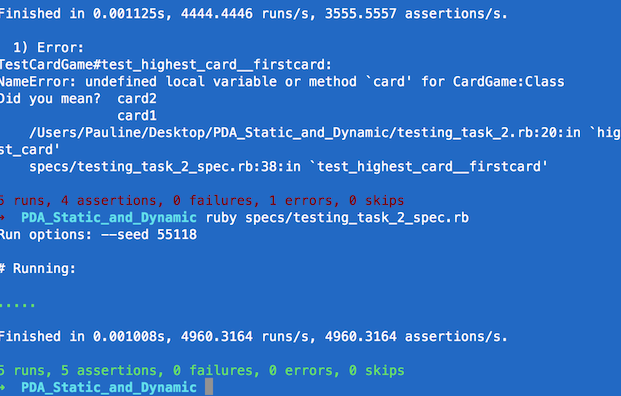 Finished in 0.001125s, 4444.4446 runs/s, 3555.5557 assertions/s.
1) Error:
TestCardGame#test_highest_card__firstcard:
NameError: undefined local variable or method `card' for CardGame:Class
Did you mean?  card2
card1
/Users/Pauline/Desktop/PDA_Static_and_Dynamic/testing_task_2.rb:20:in `hig
st_card'
specs/testing_task_2_spec.rb:38:in `test_highest_card__firstcard'
5 runs, 4 assertions, 0 failures, 1 errors, 0 skips
➜  PDA_Static_and_Dynamic ruby specs/testing_task_2_spec.rb
Run options: --seed 55118
# Running:
.....
Finished in 0.001008s, 4960.3164 runs/s, 4960.3164 assertions/s.
5 runs, 5 assertions, 0 failures, 0 errors, 0 skips
➜  PDA_Static_and_Dynamic